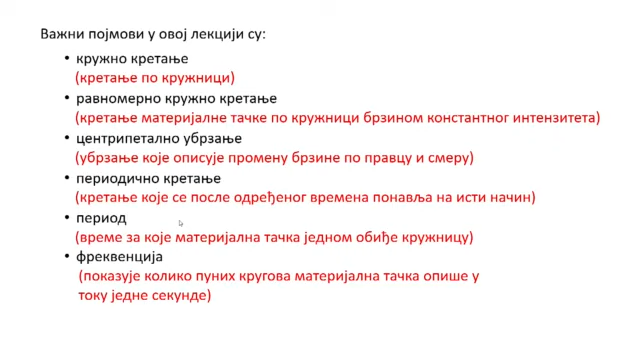 Важни појмови у овој лекцији су:
• кружно кретање
(кретање по кружници)
• равномерно кружно кретање
(кретање материјалне тачке по кружници брзином константног интензитета)
• центрипетално убрзање
(убрзање које описује промену брзине по правцу и смеру)
• периодично кретање
(кретање које се после одређеног времена понавља на исти начин)
• период
(време за које материјална тачка једном обиђе кружницу)
• фреквенција
(показује колико пуних кругова материјална тачка опише у
току једне секунде)